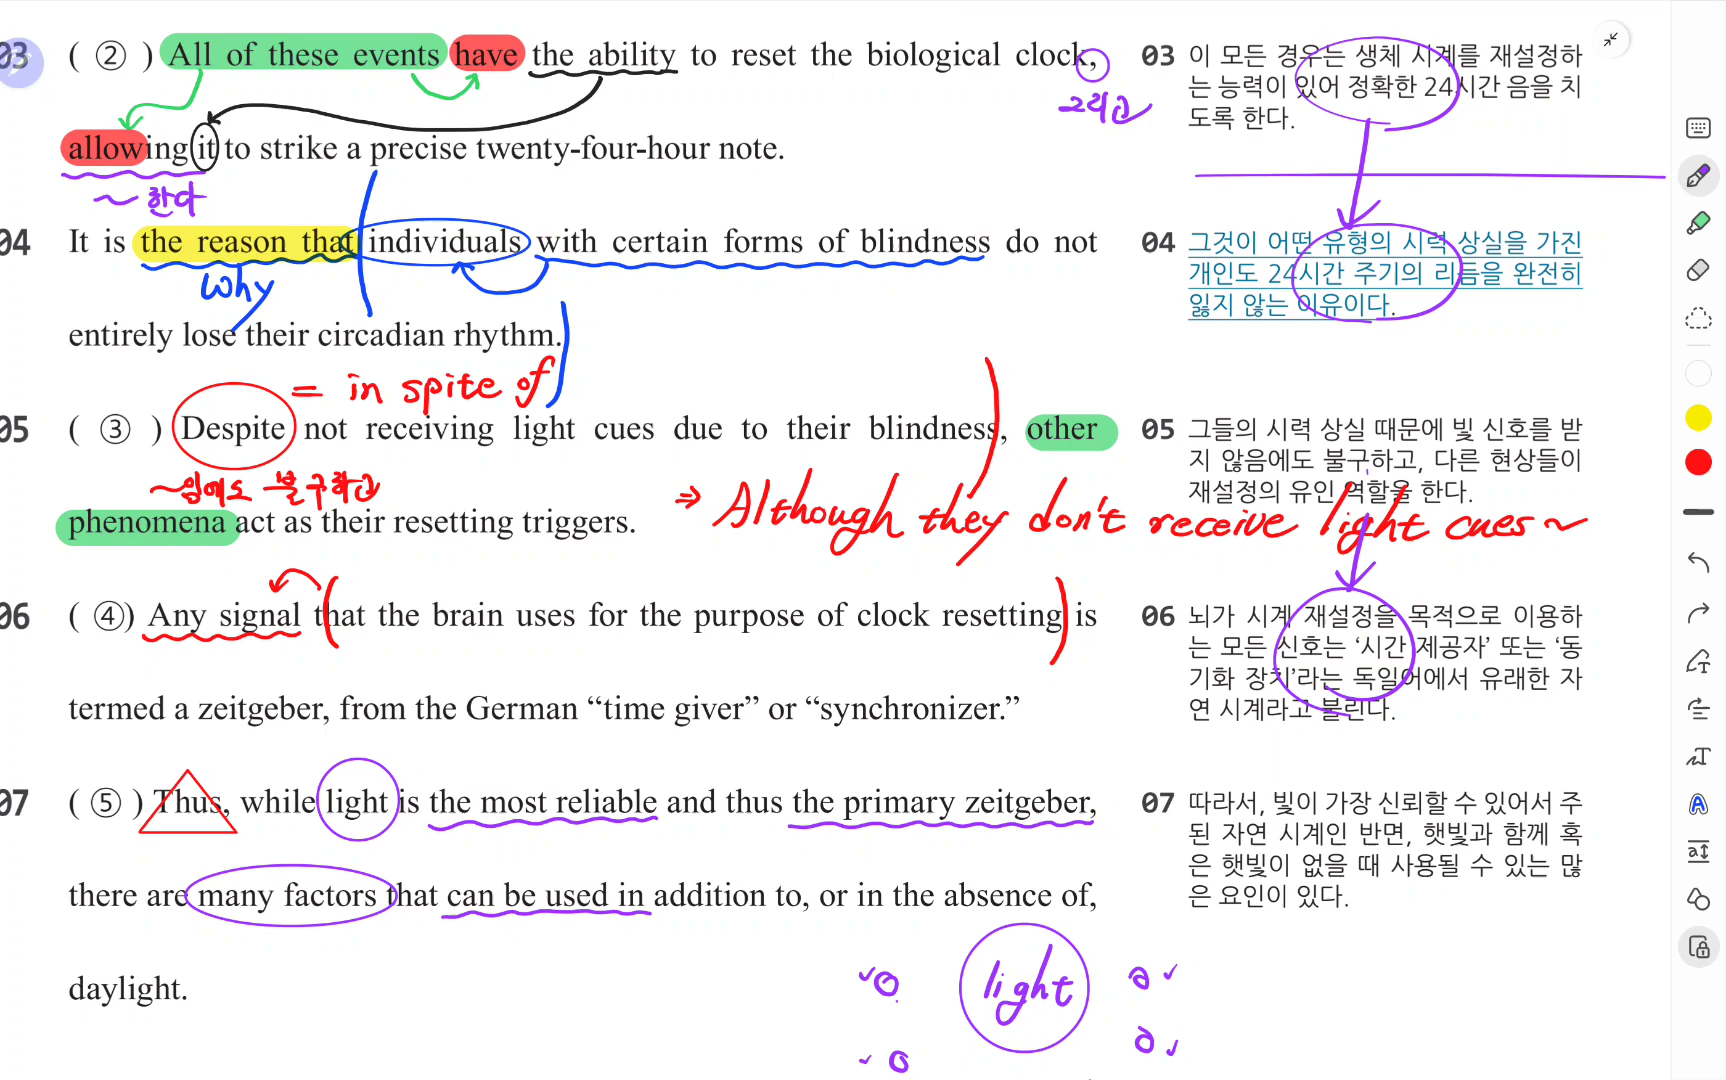 03 ( ② ) All of these events have the ability to reset the biological clock,
그리고
allowing it to strike a precise twenty-four-hour note.
~ 한다
04 It is the reason that individuals with certain forms of blindness do not
why
entirely lose their circadian rhythm.
= in spite of
05 ( ③ ) Despite not receiving light cues due to their blindness, other
~임에도 불구하고
phenomena act as their resetting triggers.
⇒ Although they don't receive light cues ~
06 ( ④) Any signal that the brain uses for the purpose of clock resetting is
termed a zeitgeber, from the German “time giver” or “synchronizer.”
07 ( ⑤ ) Thus, while light is the most reliable and thus the primary zeitgeber,
there are many factors that can be used in addition to, or in the absence of,
daylight.
light
03 이 모든 경우는 생체 시계를 재설정하
는 능력이 있어 정확한 24시간 음을 치
도록 한다.
04 그것이 어떤 유형의 시력 상실을 가진
개인도 24시간 주기의 리듬을 완전히
잃지 않는 이유이다.
05 그들의 시력 상실 때문에 빛 신호를 받
지 않음에도 불구하고, 다른 현상들이
재설정의 유인 역할을 한다.
06 뇌가 시계 재설정을 목적으로 이용하
는 모든 신호는 ‘시간 제공자’ 또는 ‘동
기화 장치’라는 독일어에서 유래한 자
연 시계라고 불린다.
07 따라서, 빛이 가장 신뢰할 수 있어서 주
된 자연 시계인 반면, 햇빛과 함께 혹
은 햇빛이 없을 때 사용될 수 있는 많
은 요인이 있다.